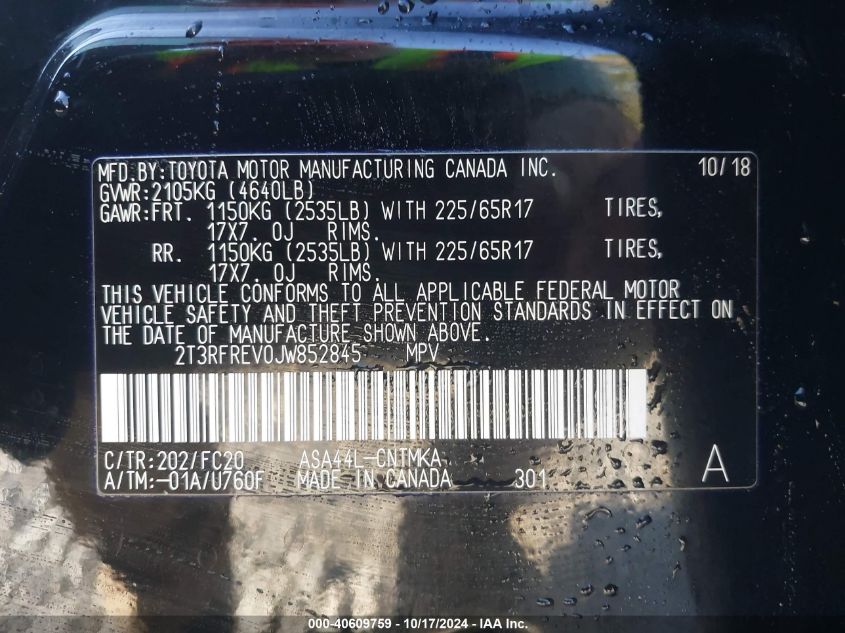 MFD.BY:TOYOTA MOTOR MANUFACTURING CANADA INC. 10/18
GVWR:2105KG (4640LB)
GAWR:FRT. 1150KG (2535LB) WITH 225/65R17 TIRES,
17X7.0J RIMS.
RR. 1150KG (2535LB) WITH 225/65R17 TIRES,
17X7.0J RIMS.
THIS VEHICLE CONFORMS TO ALL APPLICABLE FEDERAL MOTOR
VEHICLE SAFETY AND THEFT PREVENTION STANDARDS IN EFFECT ON
THE DATE OF MANUFACTURE SHOWN ABOVE.
2T3RFREV0JW852845 MPV
C/TR:202/FC20 ASA44L-CNTMKA
A/TM:-01A/U760F MADE IN CANADA 301 A
000-40609759 - 10/17/2024 - IAA Inc.